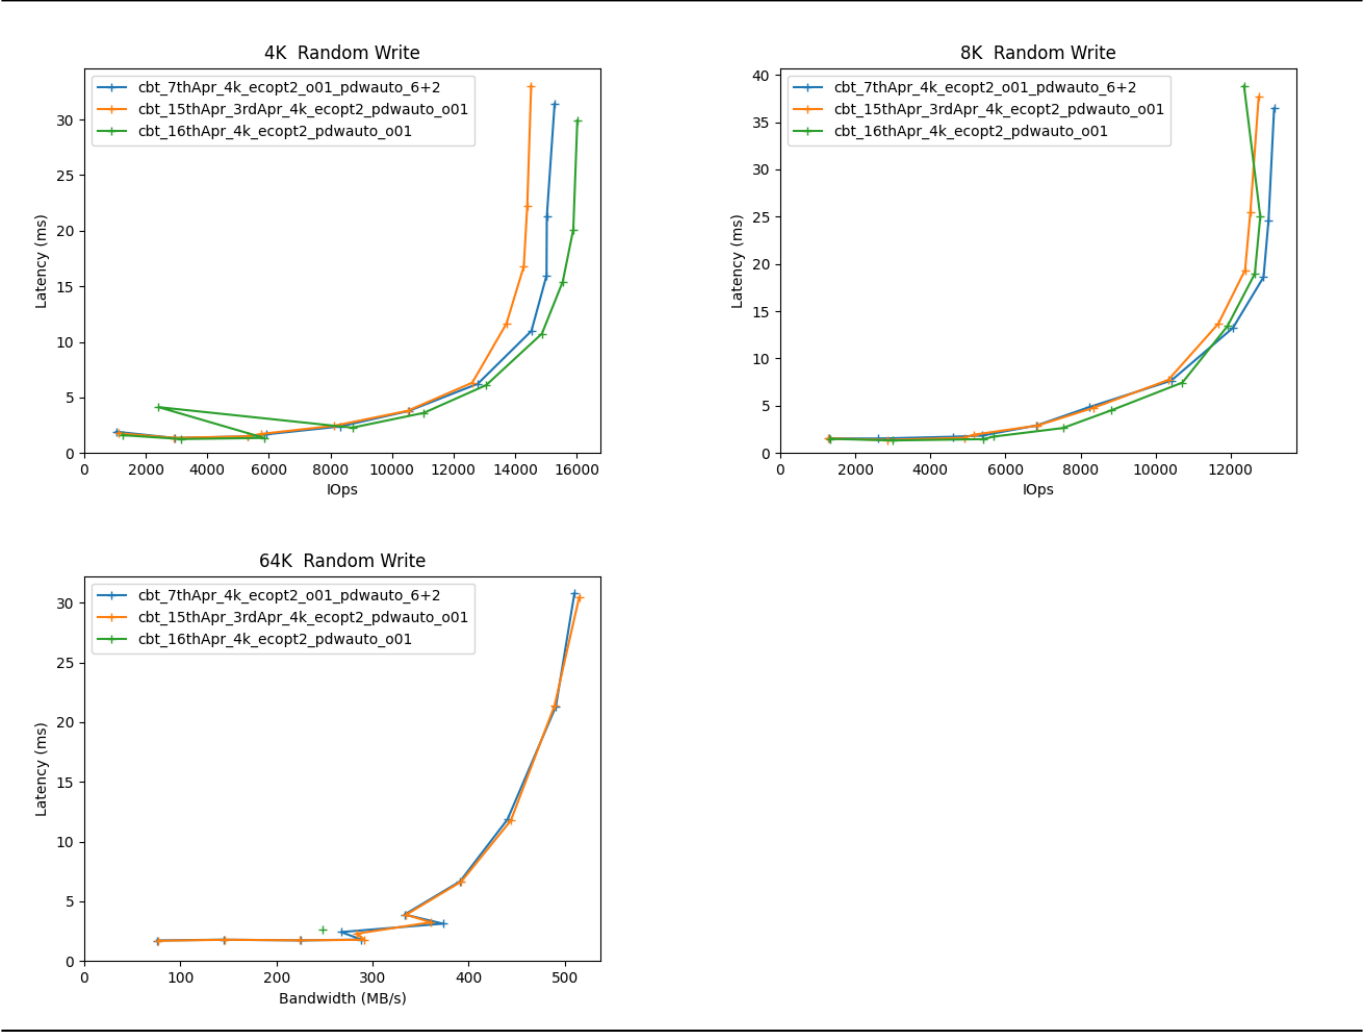 4K  Random Write
cbt_7thApr_4k_ecopt2_o01_pdwauto_6+2
cbt_15thApr_3rdApr_4k_ecopt2_pdwauto_o01
cbt_16thApr_4k_ecopt2_pdwauto_o01
30
25
20
15
10
5
0
Latency (ms)
0 2000 4000 6000 8000 10000 12000 14000 16000
IOps
8K  Random Write
cbt_7thApr_4k_ecopt2_o01_pdwauto_6+2
cbt_15thApr_3rdApr_4k_ecopt2_pdwauto_o01
cbt_16thApr_4k_ecopt2_pdwauto_o01
40
35
30
25
20
15
10
5
0
Latency (ms)
0 2000 4000 6000 8000 10000 12000
IOps
64K  Random Write
cbt_7thApr_4k_ecopt2_o01_pdwauto_6+2
cbt_15thApr_3rdApr_4k_ecopt2_pdwauto_o01
cbt_16thApr_4k_ecopt2_pdwauto_o01
30
25
20
15
10
5
0
Latency (ms)
0 100 200 300 400 500
Bandwidth (MB/s)